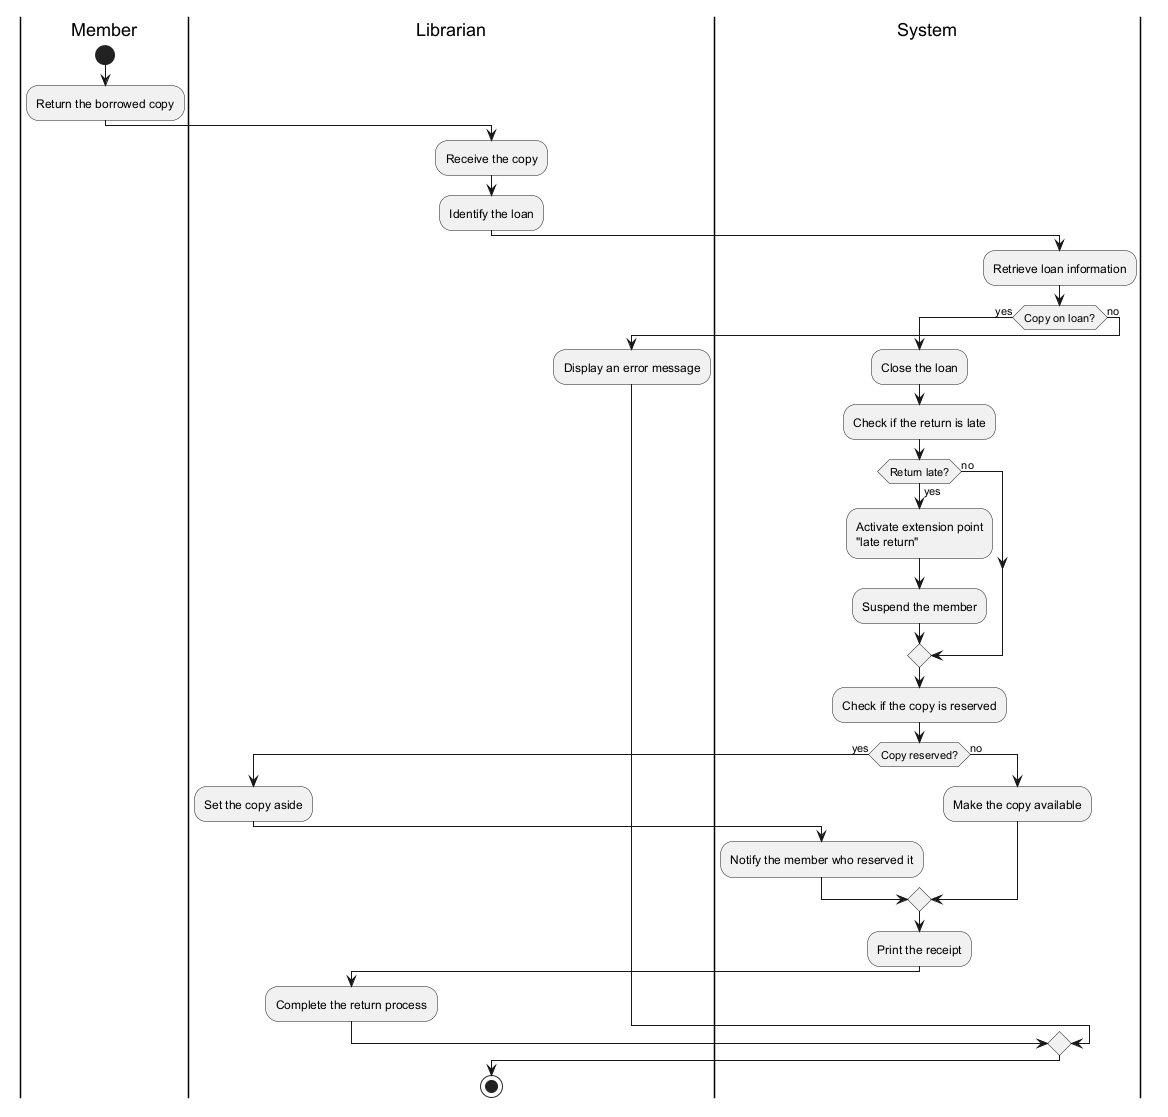 Member
Librarian
System
Return the borrowed copy
Receive the copy
Identify the loan
Retrieve loan information
yes
Copy on loan?
no
Display an error message
Close the loan
Check if the return is late
Return late?
no
yes
Activate extension point
"late return"
Suspend the member
Check if the copy is reserved
yes
Copy reserved?
no
Set the copy aside
Make the copy available
Notify the member who reserved it
Print the receipt
Complete the return process